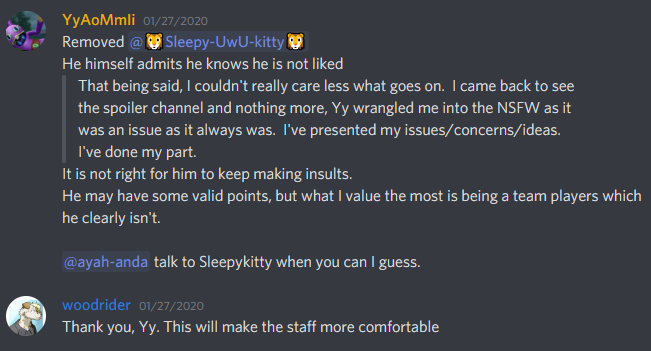 YyAoMmIi 01/27/2020
Removed @🦁Sleepy-UwU-kitty🦁
He himself admits he knows he is not liked
That being said, I couldn't really care less what goes on. I came back to see
the spoiler channel and nothing more, Yy wrangled me into the NSFW as it
was an issue as it always was. I've presented my issues/concerns/ideas.
I've done my part.
It is not right for him to keep making insults.
He may have some valid points, but what I value the most is being a team players which
he clearly isn't.
@ayah-anda talk to Sleepykitty when you can I guess.
woodrider 01/27/2020
Thank you, Yy. This will make the staff more comfortable